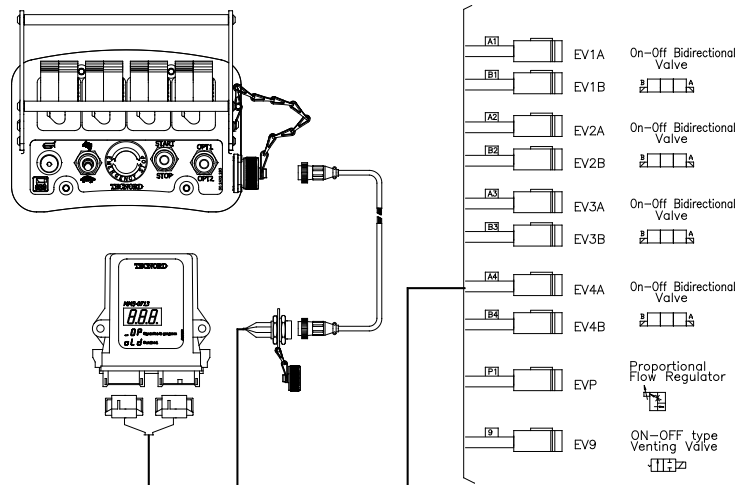 START
OPT1
STOP
OPT2
TECNORD
TECNORD
8.8.8.
A1
EV1A
On-Off Bidirectional
Valve
B1
EV1B
B A
A2
EV2A
On-Off Bidirectional
Valve
B2
EV2B
B A
A3
EV3A
On-Off Bidirectional
Valve
B3
EV3B
B A
A4
EV4A
On-Off Bidirectional
Valve
B4
EV4B
B A
P1
EVP
Proportional
Flow Regulator
9
EV9
ON-OFF type
Venting Valve